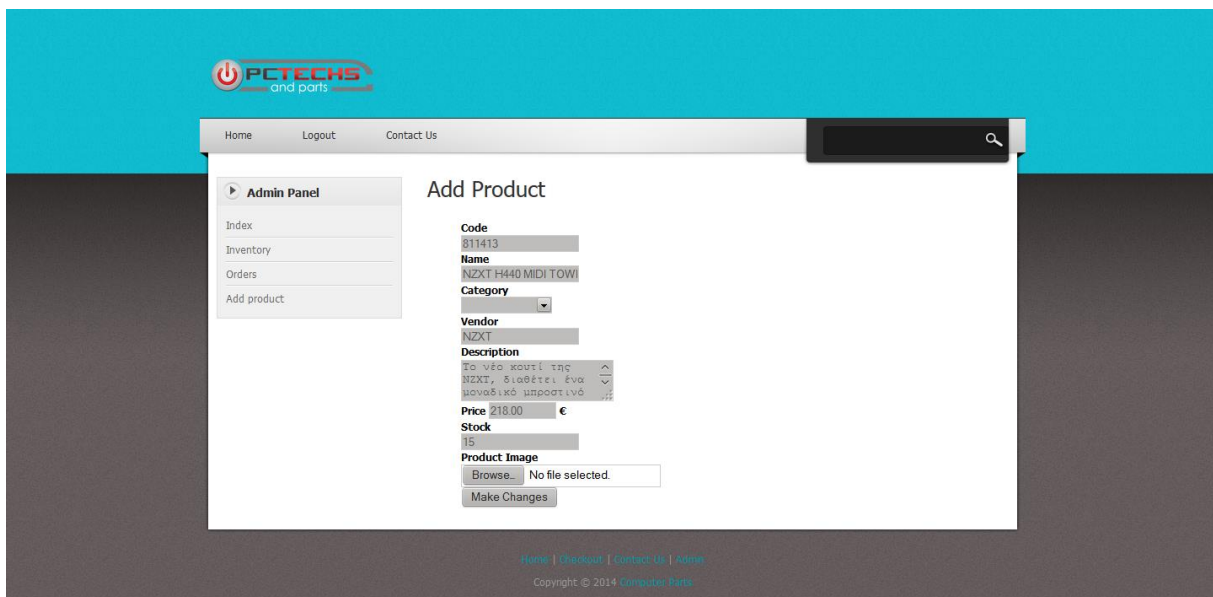 PCTECHS
and parts
Home Logout Contact Us
Admin Panel
Index
Inventory
Orders
Add product
Add Product
Code
811413
Name
NZXT H440 MIDI TOWI
Category
Vendor
NZXT
Description
Το νέο κουτί της
NZXT, διαθέτει ένα
μοναδικό μπροστινό
Price 218.00 €
Stock
15
Product Image
Browse.. No file selected.
Make Changes
Home | Checkout | Contact Us | Admin
Copyright © 2014 Computer Parts